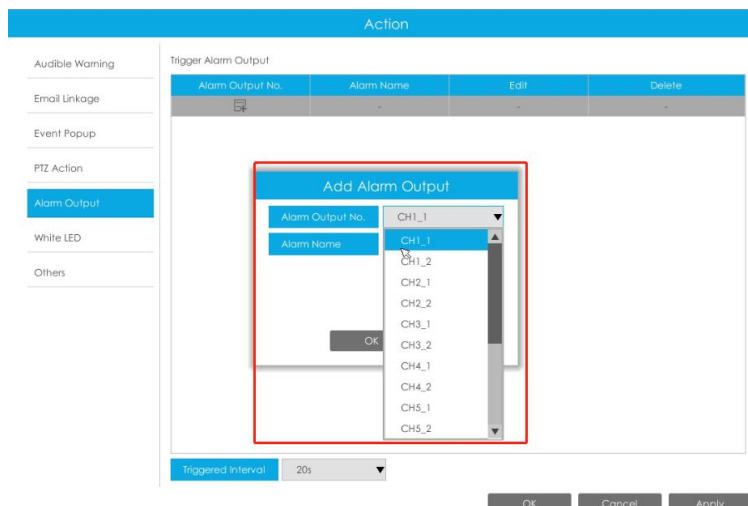 Action
Audible Warning
Email Linkage
Event Popup
PTZ Action
Alarm Output
White LED
Others
Trigger Alarm Output
Alarm Output No. Alarm Name Edit Delete
- - -
Add Alarm Output
Alarm Output No. CH1_1
Alarm Name
CH1_1
CH1_2
CH2_1
CH2_2
CH3_1
CH3_2
CH4_1
CH4_2
CH5_1
CH5_2
OK
Triggered Interval 20s
OK Cancel Apply